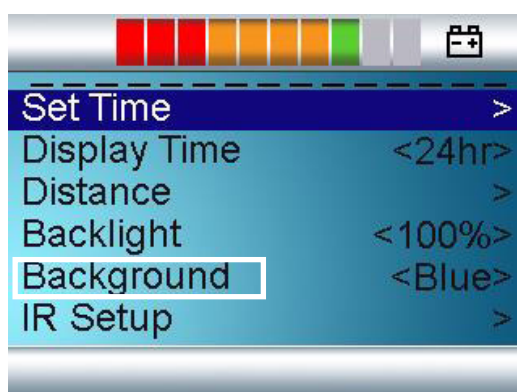 Set Time >
Display Time <24hr>
Distance >
Backlight <100%>
Background <Blue>
IR Setup >